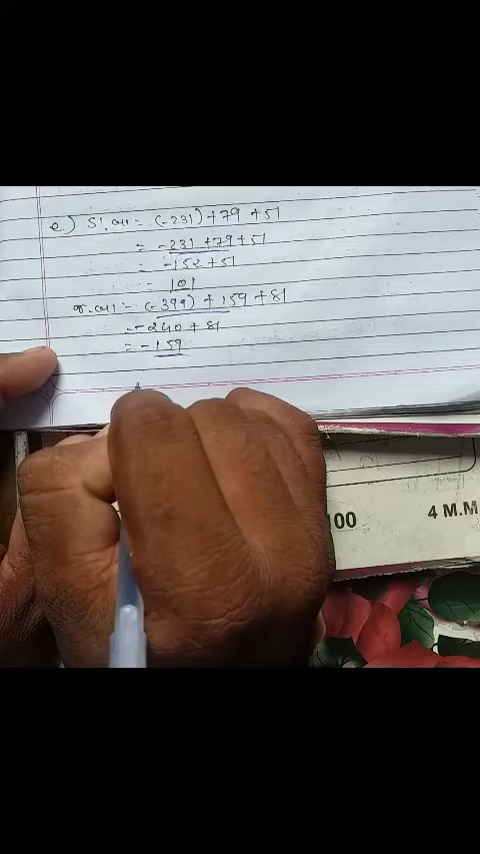 ડા.બા = (-231) + 79 + 51
= -231 + 79 + 51
= -152 + 51
= 101
જ.બા = (-399) + 159 + 81
= -240 + 81
= -159
100
4 M.M